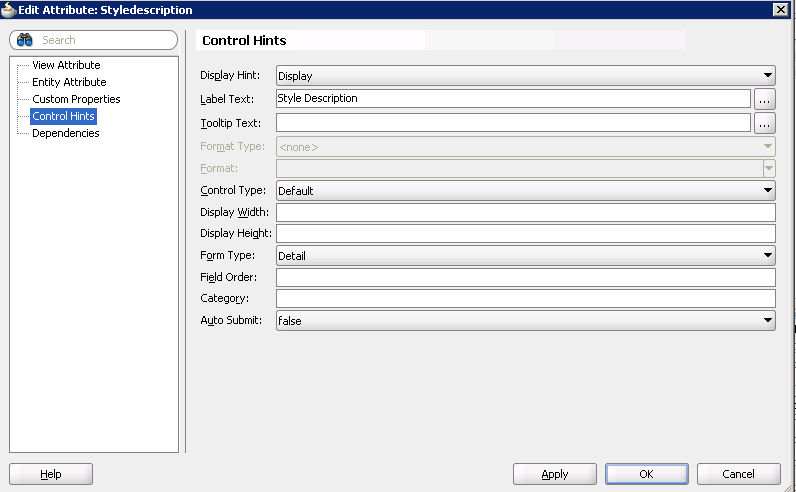 Edit Attribute: Styledescription
Search
View Attribute
Entity Attribute
Custom Properties
Control Hints
Dependencies
Control Hints
Display Hint: Display
Label Text: Style Description ...
Tooltip Text: ...
Format Type: <none>
Format:
Control Type: Default
Display Width:
Display Height:
Form Type: Detail
Field Order:
Category:
Auto Submit: false
Help Apply OK Cancel